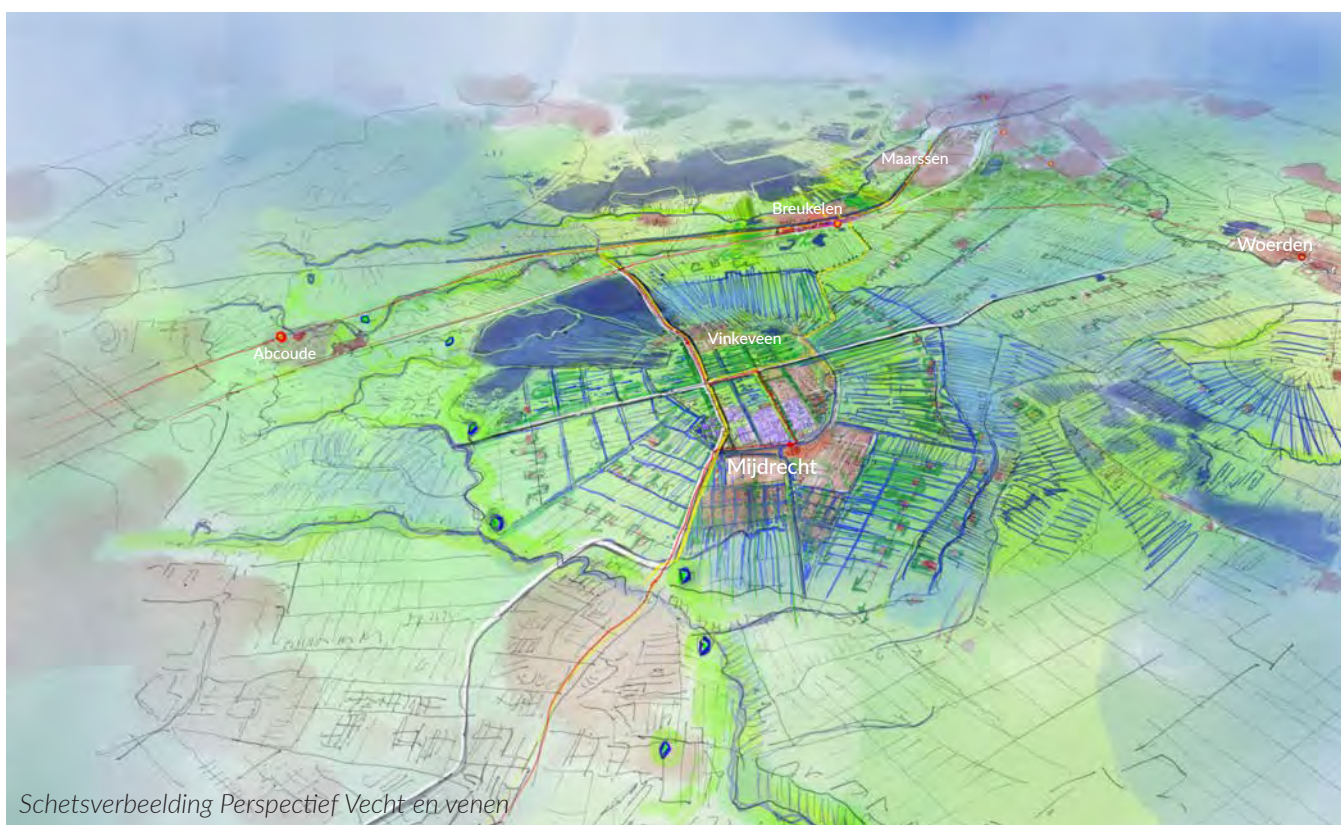 Maarssen
Breukelen
Woerden
Vinkeveen
Abcoude
Mijdrecht
Schetsverbeelding Perspectief Vecht en venen